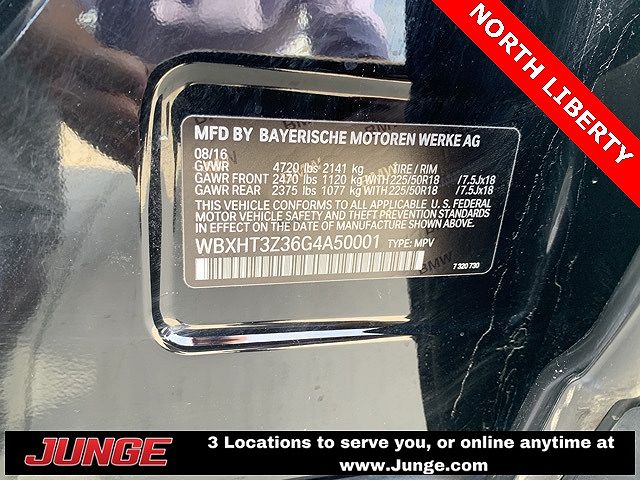 NORTH LIBERTY
MFD BY BAYERISCHE MOTOREN WERKE AG
08/16
GVWR 4720 lbs 2141 kg TIRE / RIM
GAWR FRONT 2470 lbs 1120 kg WITH 225/50R18 /7.5Jx18
GAWR REAR 2375 lbs 1077 kg WITH 225/50R18 /7.5Jx18
THIS VEHICLE CONFORMS TO ALL APPLICABLE U. S. FEDERAL
MOTOR VEHICLE SAFETY AND THEFT PREVENTION STANDARDS
IN EFFECT ON THE DATE OF MANUFACTURE SHOWN ABOVE.
WBXHT3Z36G4A50001 TYPE: MPV
BMW
7 320 730
JUNGE
3 Locations to serve you, or online anytime at
www.Junge.com